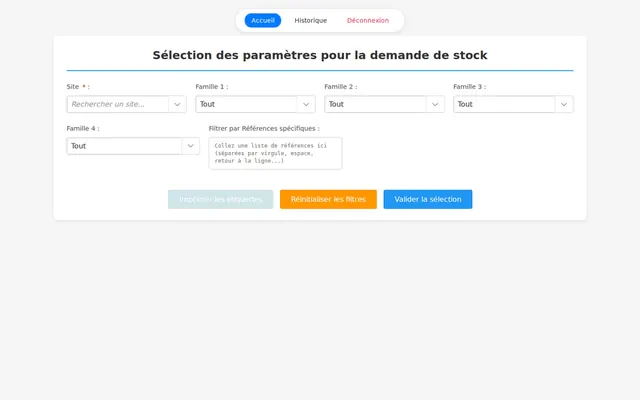 Accueil
Historique
Déconnexion
Sélection des paramètres pour la demande de stock
Site * :
Famille 1 :
Famille 2 :
Famille 3 :
Rechercher un site...
Tout
Tout
Tout
Famille 4 :
Filtrer par Références spécifiques :
Tout
Collez une liste de références ici
(séparées par virgule, espace,
retour à la ligne...)
Imprimer les étiquettes
Réinitialiser les filtres
Valider la sélection